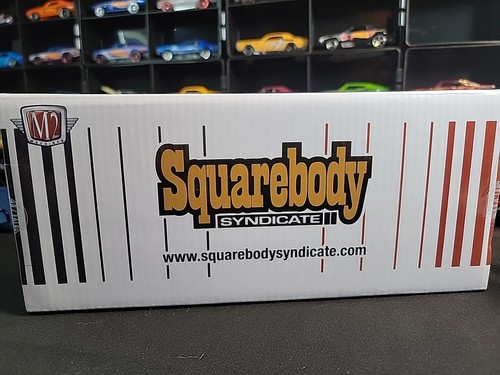 M2
Squarebody
SYNDICATE
www.squarebodysyndicate.com